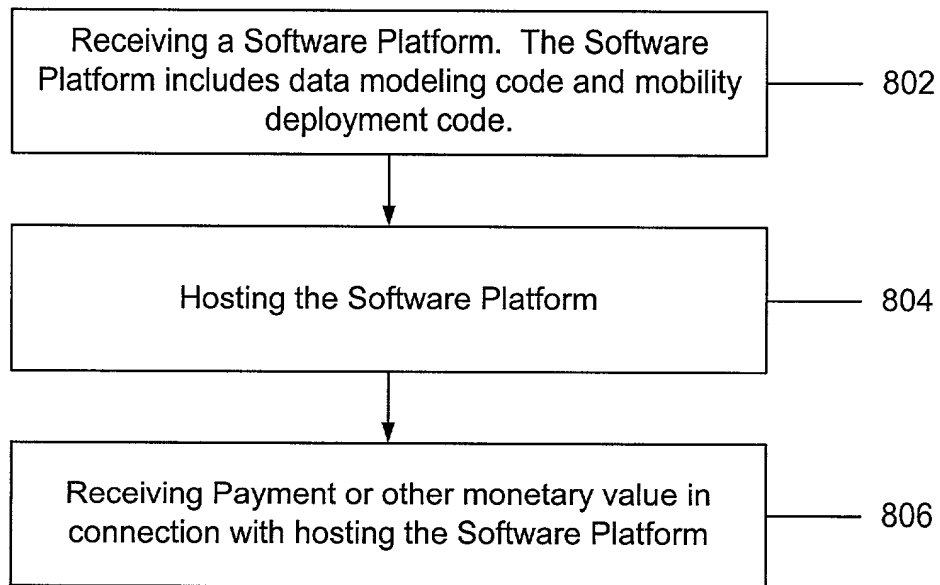 Receiving a Software Platform. The Software
Platform includes data modeling code and mobility
deployment code.
802
Hosting the Software Platform
804
Receiving Payment or other monetary value in
connection with hosting the Software Platform
806